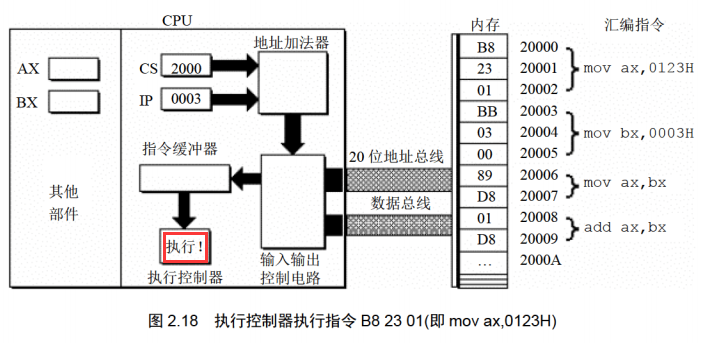 CPU
内存
汇编指令
地址加法器
AX
BX
CS
2000
IP
0003
指令缓冲器
20位地址总线
数据总线
其他
部件
执行!
执行控制器
输入输出
控制电路
B8 20000
23 20001 mov ax,0123H
01 20002
BB 20003
03 20004 mov bx,0003H
00 20005
89 20006
mov ax,bx
D8 20007
01 20008
add ax,bx
D8 20009
… 2000A
图 2.18 执行控制器执行指令 B8 23 01(即 mov ax,0123H)